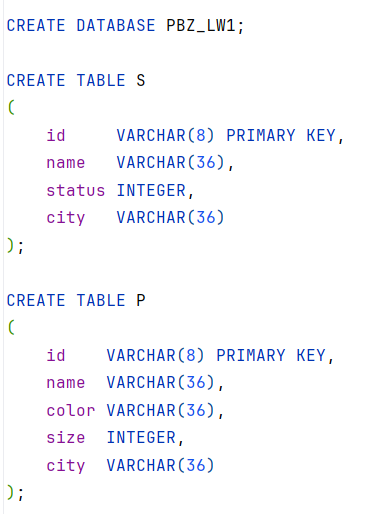 CREATE DATABASE PBZ_LW1;
CREATE TABLE S
(
    id     VARCHAR(8) PRIMARY KEY,
    name   VARCHAR(36),
    status INTEGER,
    city   VARCHAR(36)
);
CREATE TABLE P
(
    id    VARCHAR(8) PRIMARY KEY,
    name  VARCHAR(36),
    color VARCHAR(36),
    size  INTEGER,
    city  VARCHAR(36)
);